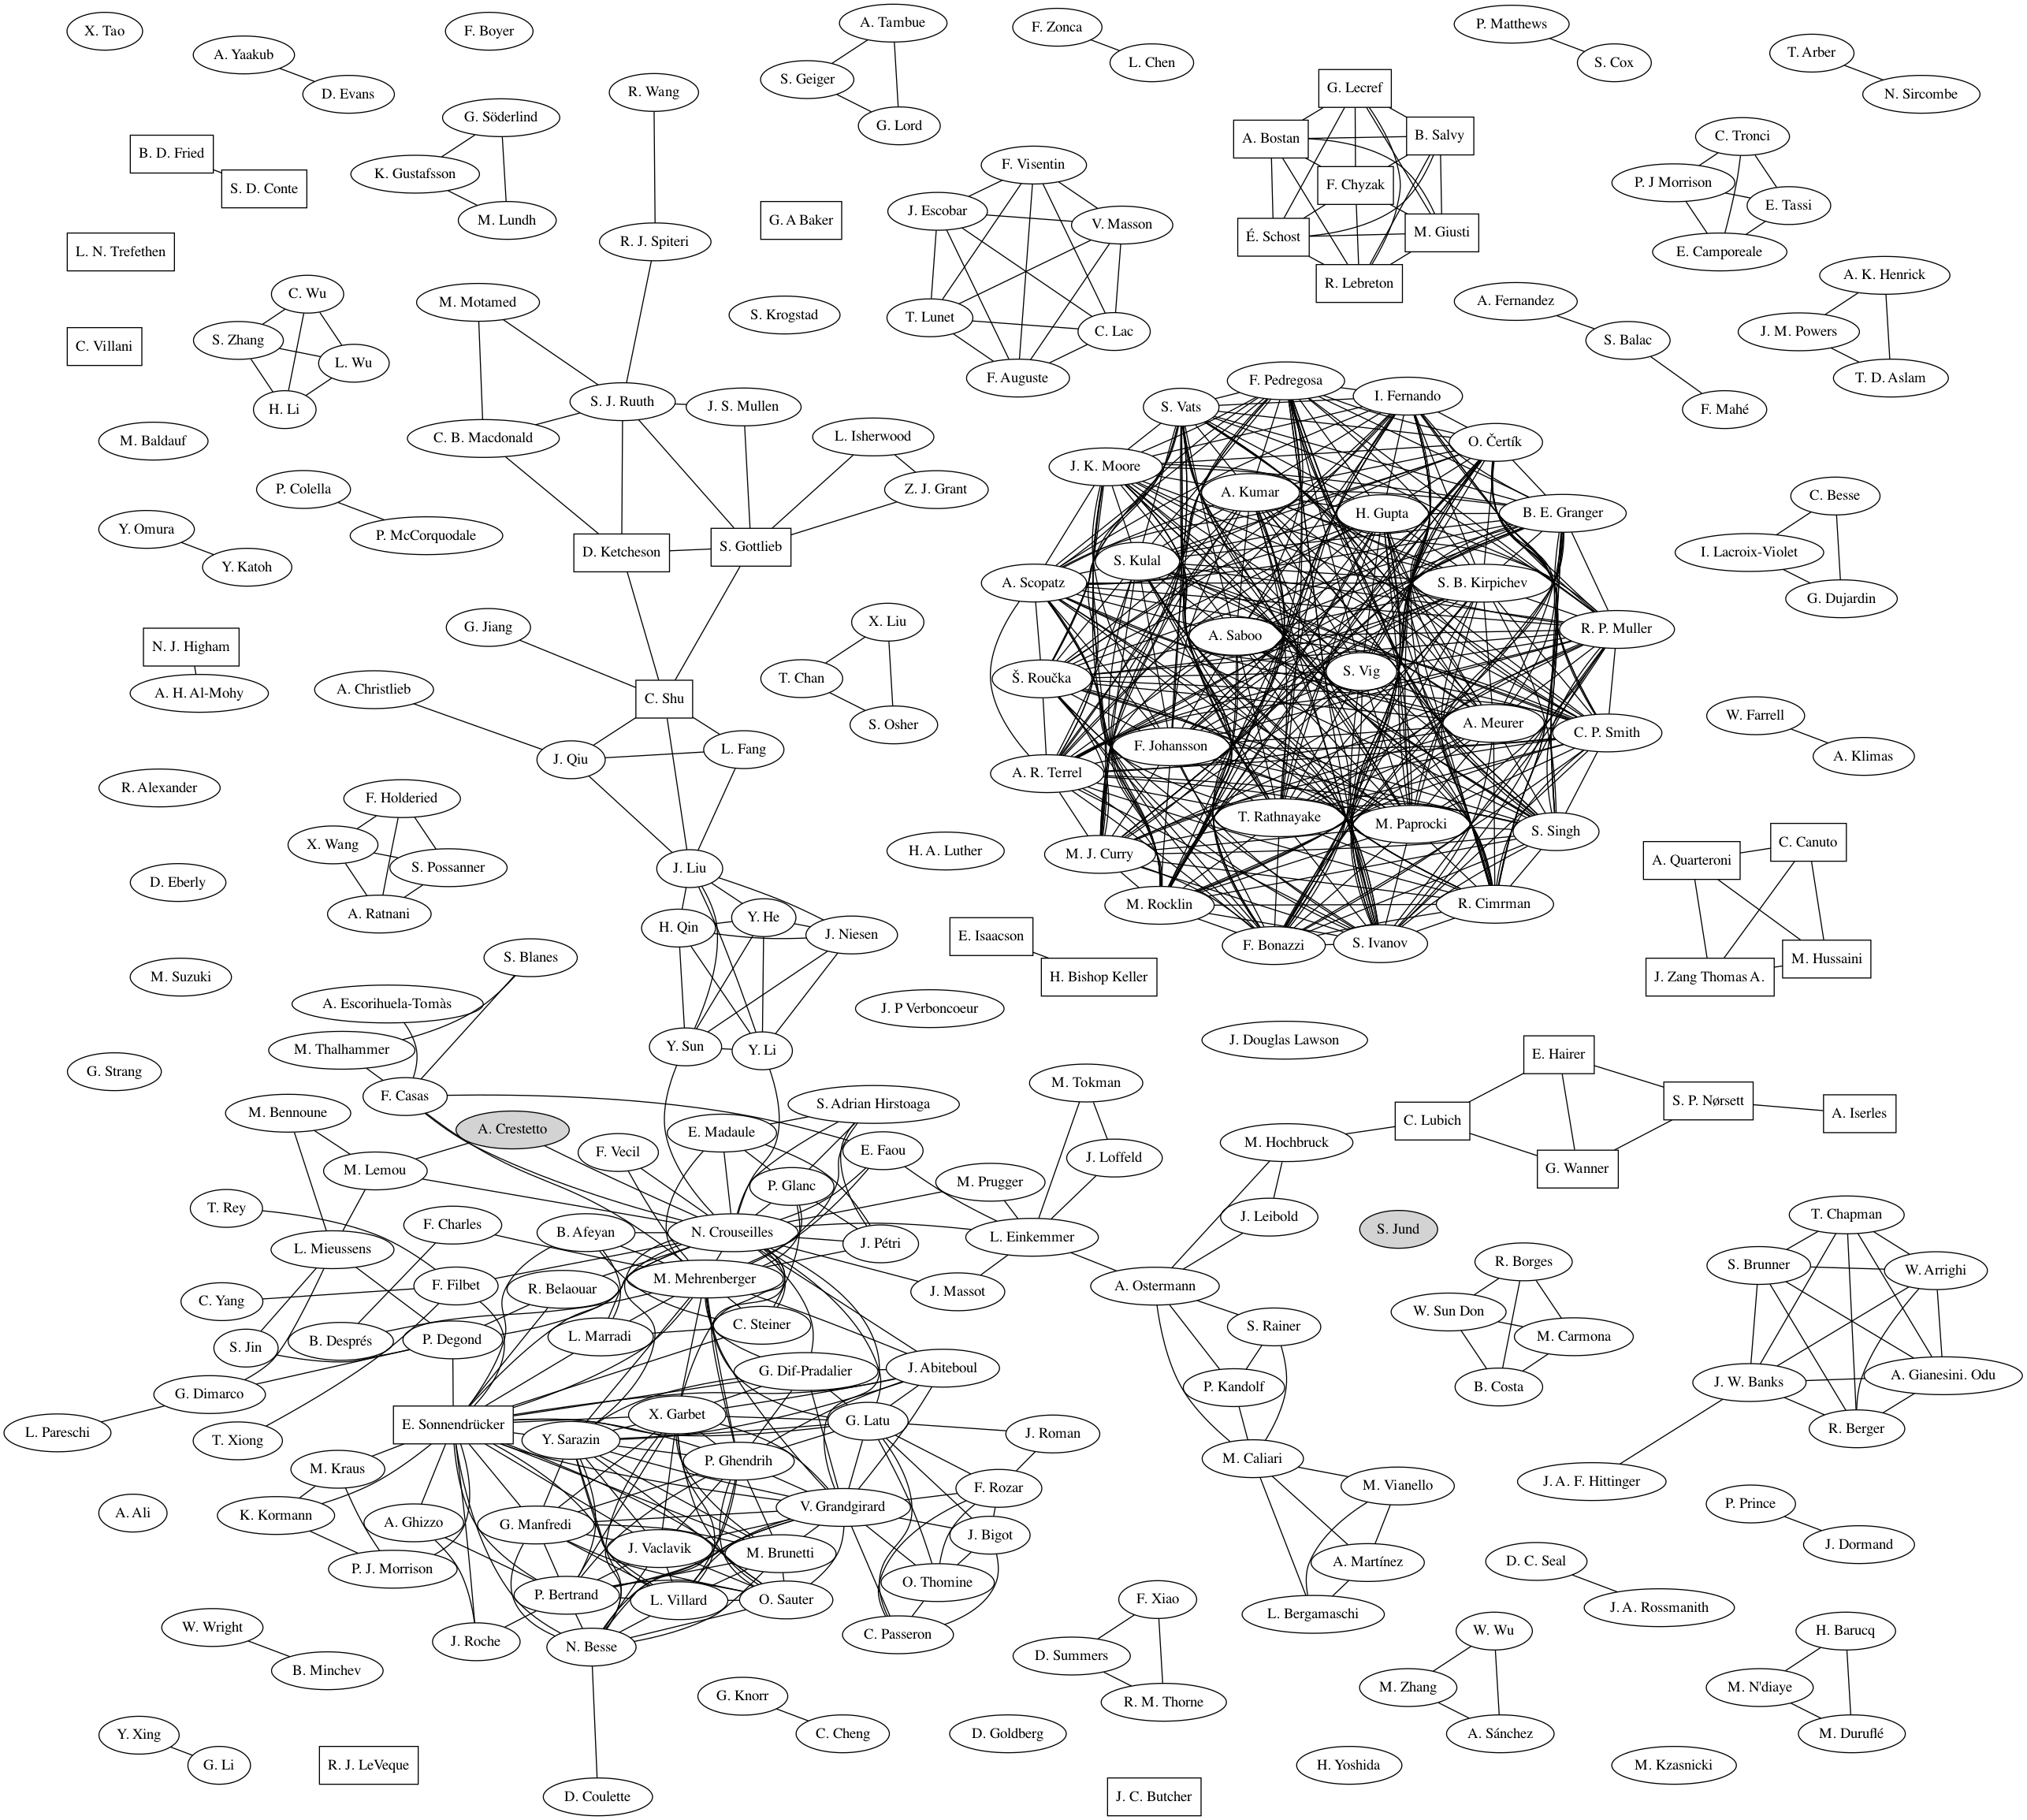 X. Tao
F. Boyer
A. Tambue
F. Zonca
P. Matthews
A. Yaakub
L. Chen
S. Cox
T. Arber
D. Evans
S. Geiger
R. Wang
G. Lecref
N. Sircombe
G. Söderlind
G. Lord
A. Bostan
B. Salvy
C. Tronci
B. D. Fried
K. Gustafsson
F. Visentin
S. D. Conte
F. Chyzak
P. J Morrison
M. Lundh
G. A Baker
J. Escobar
V. Masson
E. Tassi
L. N. Trefethen
R. J. Spiteri
É. Schost
M. Giusti
E. Camporeale
C. Wu
M. Motamed
S. Krogstad
T. Lunet
C. Lac
R. Lebreton
A. Fernandez
A. K. Henrick
S. Zhang
C. Villani
L. Wu
S. Balac
J. M. Powers
H. Li
F. Auguste
T. D. Aslam
S. J. Ruuth
J. S. Mullen
F. Pedregosa
S. Vats
I. Fernando
F. Mahé
M. Baldauf
C. B. Macdonald
L. Isherwood
O. Čertík
P. Colella
Z. J. Grant
J. K. Moore
A. Kumar
H. Gupta
B. E. Granger
C. Besse
Y. Omura
P. McCorquodale
D. Ketcheson
S. Gottlieb
I. Lacroix-Violet
Y. Katoh
A. Scopatz
S. Kulal
S. B. Kirpichev
G. Dujardin
G. Jiang
X. Liu
A. Saboo
R. P. Muller
N. J. Higham
A. H. Al-Mohy
A. Christlieb
C. Shu
T. Chan
Š. Roučka
S. Vig
W. Farrell
S. Osher
A. Meurer
C. P. Smith
J. Qiu
L. Fang
A. R. Terrel
F. Johansson
A. Klimas
R. Alexander
F. Holderied
X. Wang
S. Possanner
J. Liu
H. A. Luther
M. J. Curry
T. Rathnayake
M. Paprocki
S. Singh
A. Quarteroni
C. Canuto
D. Eberly
A. Ratnani
H. Qin
Y. He
J. Niesen
M. Rocklin
R. Cimrman
E. Isaacson
F. Bonazzi
S. Ivanov
M. Suzuki
S. Blanes
H. Bishop Keller
J. Zang Thomas A.
M. Hussaini
A. Escorihuela-Tomàs
J. P Verboncoeur
M. Thalhammer
Y. Sun
Y. Li
J. Douglas Lawson
G. Strang
F. Casas
M. Tokman
E. Hairer
M. Bennoune
A. Crestetto
S. Adrian Hirstoaga
C. Lubich
S. P. Nørsett
A. Iserles
F. Vecil
E. Madaule
E. Faou
J. Loffeld
M. Hochbruck
M. Lemou
P. Glanc
M. Prugger
G. Wanner
T. Rey
F. Charles
B. Afeyan
N. Crouseilles
J. Pétri
L. Einkemmer
J. Leibold
S. Jund
T. Chapman
L. Mieussens
F. Filbet
R. Belaouar
M. Mehrenberger
J. Massot
A. Ostermann
R. Borges
S. Brunner
W. Arrighi
C. Yang
B. Després
P. Degond
L. Marradi
C. Steiner
S. Rainer
W. Sun Don
M. Carmona
S. Jin
G. Dimarco
G. Dif-Pradalier
J. Abiteboul
P. Kandolf
B. Costa
J. W. Banks
A. Gianesini. Odu
L. Pareschi
T. Xiong
E. Sonnendrücker
X. Garbet
Y. Sarazin
G. Latu
J. Roman
R. Berger
M. Kraus
P. Ghendrih
M. Caliari
J. A. F. Hittinger
A. Ali
K. Kormann
A. Ghizzo
G. Manfredi
V. Grandgirard
F. Rozar
M. Vianello
P. Prince
P. J. Morrison
J. Vaclavik
M. Brunetti
J. Bigot
A. Martínez
D. C. Seal
J. Dormand
P. Bertrand
L. Villard
O. Sauter
O. Thomine
F. Xiao
L. Bergamaschi
J. A. Rossmanith
W. Wright
J. Roche
N. Besse
C. Passeron
D. Summers
W. Wu
H. Barucq
B. Minchev
G. Knorr
R. M. Thorne
M. Zhang
M. N'diaye
Y. Xing
C. Cheng
D. Goldberg
A. Sánchez
M. Duruflé
G. Li
R. J. LeVeque
H. Yoshida
M. Kzasnicki
D. Coulette
J. C. Butcher